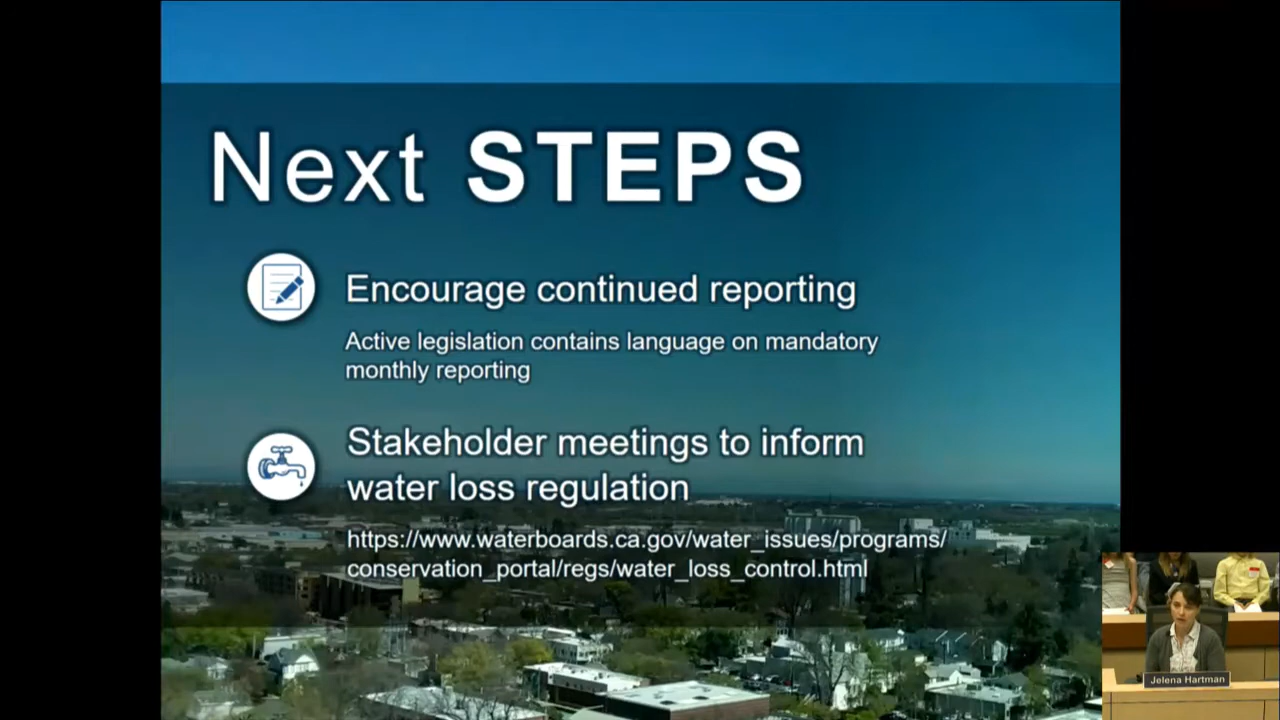 Next STEPS
Encourage continued reporting
Active legislation contains language on mandatory
monthly reporting
Stakeholder meetings to inform
water loss regulation
https://www.waterboards.ca.gov/water_issues/programs/
conservation_portal/regs/water_loss_control.html
Jelena Hartman